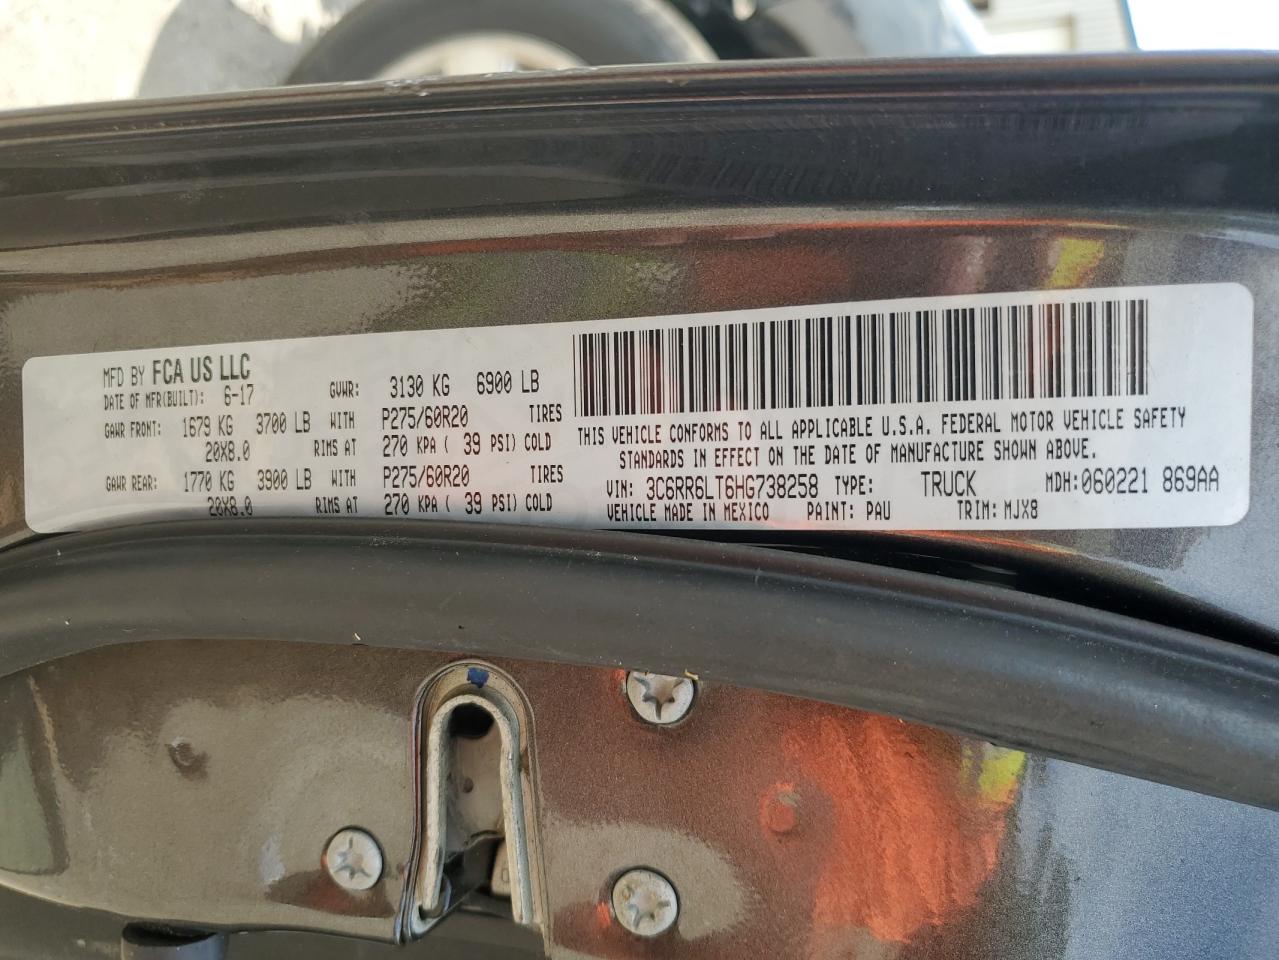 MFD BY FCA US LLC
DATE OF MFR(BUILT): 6-17 GVWR: 3130 KG 6900 LB
GAWR FRONT: 1679 KG 3700 LB WITH P275/60R20 TIRES
20X8.0 RIMS AT 270 KPA ( 39 PSI) COLD
GAWR REAR: 1770 KG 3900 LB WITH P275/60R20 TIRES
20X8.0 RIMS AT 270 KPA ( 39 PSI) COLD
THIS VEHICLE CONFORMS TO ALL APPLICABLE U.S.A. FEDERAL MOTOR VEHICLE SAFETY
STANDARDS IN EFFECT ON THE DATE OF MANUFACTURE SHOWN ABOVE.
VIN: 3C6RR6LT6HG738258 TYPE: TRUCK MDH:060221 869AA
VEHICLE MADE IN MEXICO PAINT: PAU TRIM: MJX8